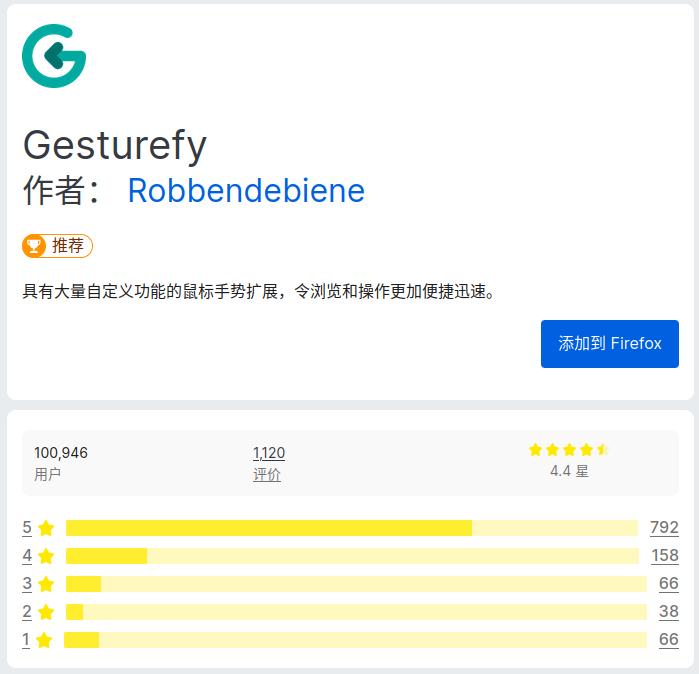 Gesturefy
作者： Robbendebiene
推荐
具有大量自定义功能的鼠标手势扩展，令浏览和操作更加便捷迅速。
添加到 Firefox
100,946
用户
1,120
评价
4.4 星
5 792
4 158
3 66
2 38
1 66